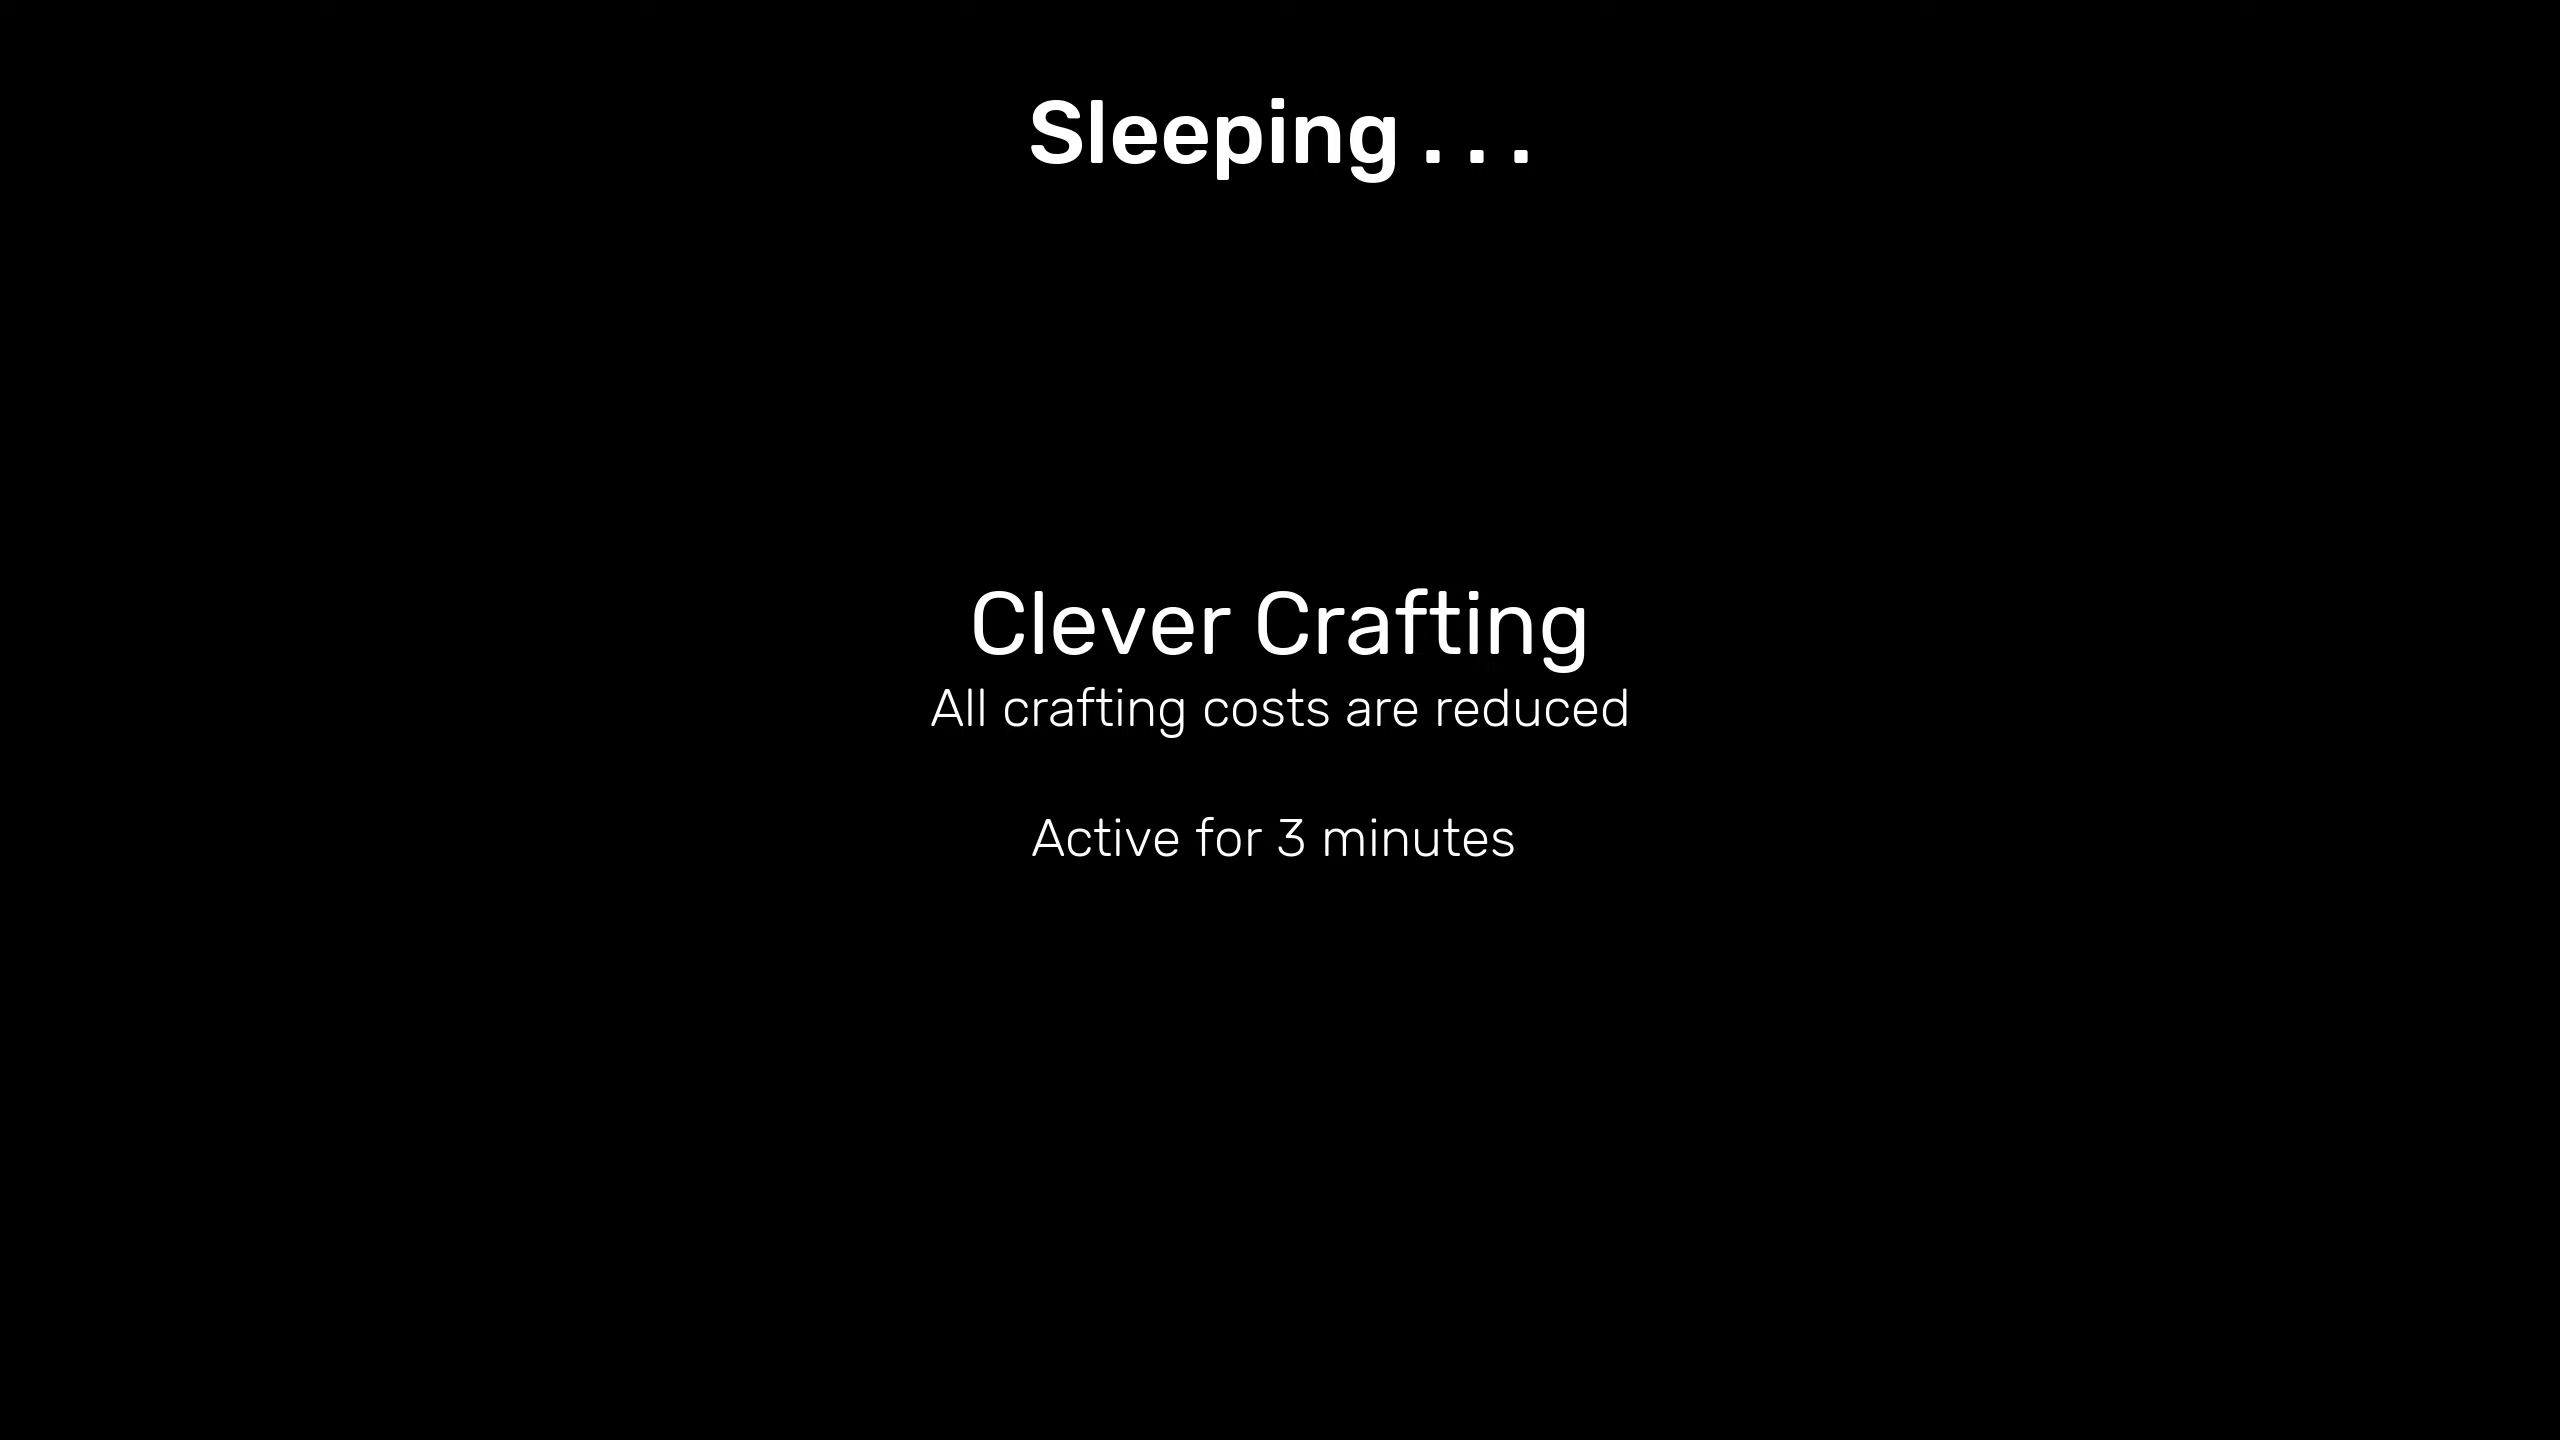 Sleeping . . .
Clever Crafting
All crafting costs are reduced
Active for 3 minutes